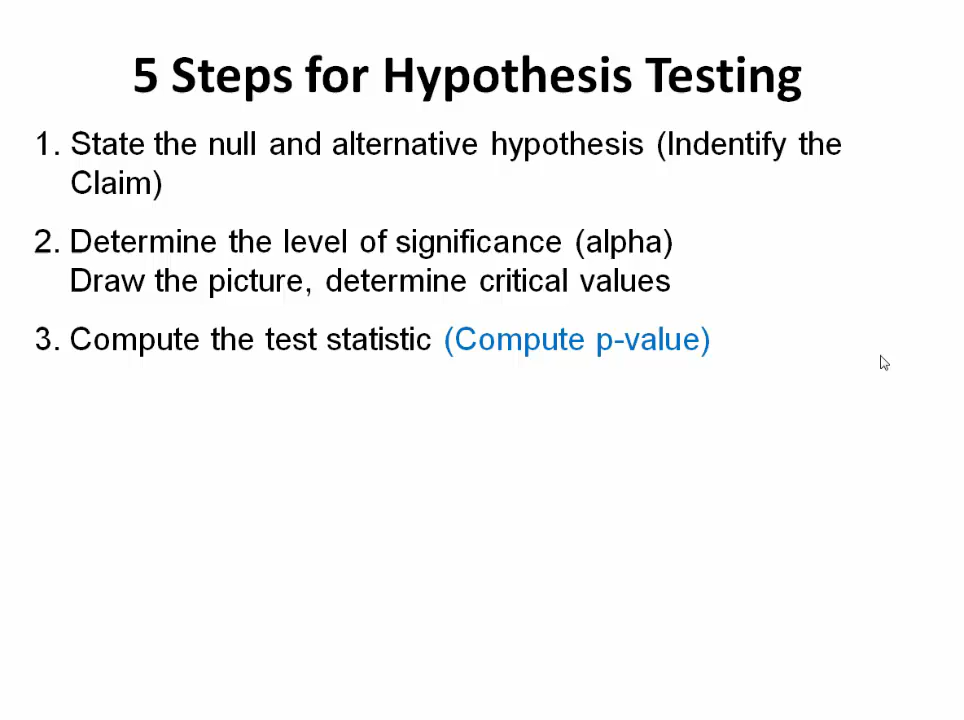 5 Steps for Hypothesis Testing
1. State the null and alternative hypothesis (Indentify the
Claim)
2. Determine the level of significance (alpha)
Draw the picture, determine critical values
3. Compute the test statistic (Compute p-value)